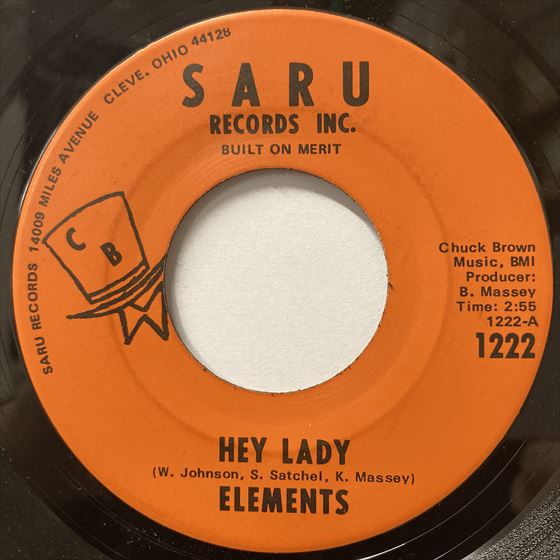 SARU RECORDS 14009 MILES AVENUE CLEVE. OHIO 44128
SARU
RECORDS INC.
BUILT ON MERIT
C B
Chuck Brown
Music, BMI
Producer:
B. Massey
Time: 2:55
1222-A
1222
HEY LADY
(W. Johnson, S. Satchel, K. Massey)
ELEMENTS